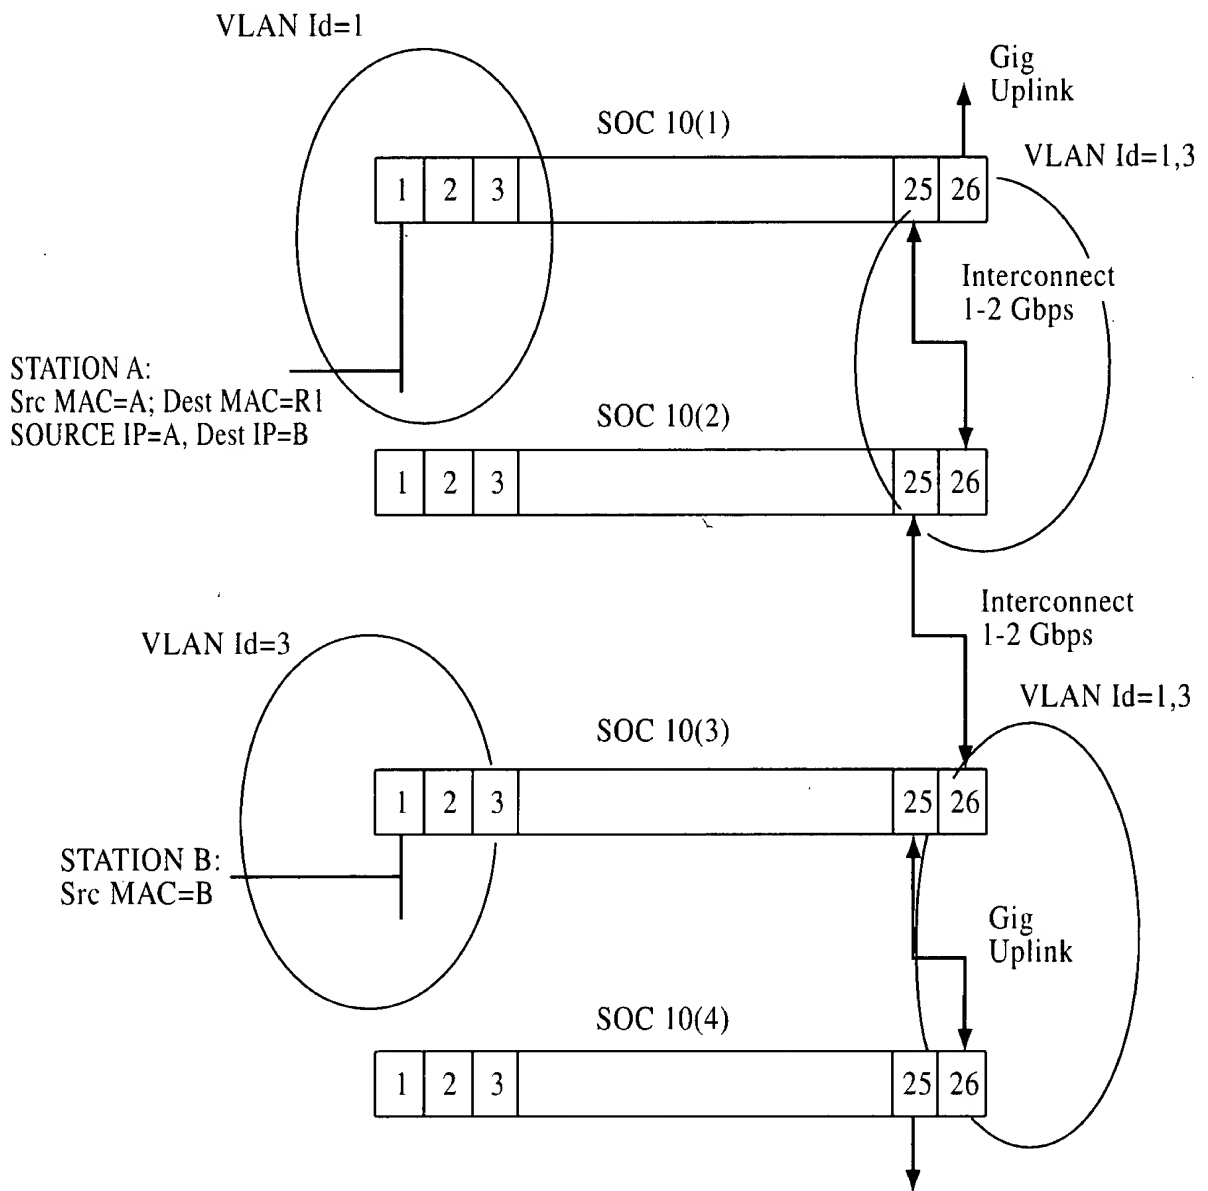 VLAN Id=1
Gig
Uplink
SOC 10(1)
VLAN Id=1,3
1 2 3 25 26
Interconnect
1-2 Gbps
STATION A:
Src MAC=A; Dest MAC=R1
SOURCE IP=A, Dest IP=B
SOC 10(2)
1 2 3 25 26
Interconnect
1-2 Gbps
VLAN Id=3
VLAN Id=1,3
SOC 10(3)
1 2 3 25 26
STATION B:
Src MAC=B
Gig
Uplink
SOC 10(4)
1 2 3 25 26